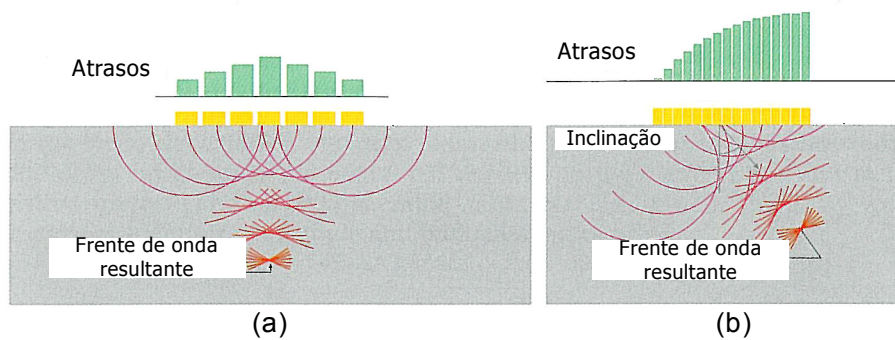 Atrasos
Frente de onda
resultante
(a)
Atrasos
Inclinação
Frente de onda
resultante
(b)